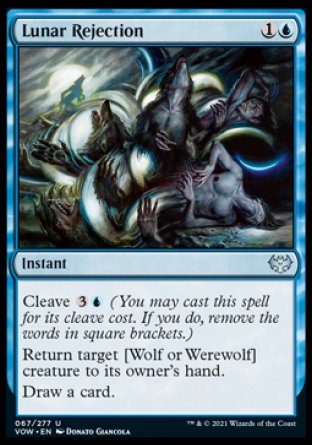 Lunar Rejection 1
Instant
Cleave 3 (You may cast this spell
for its cleave cost. If you do, remove the
words in square brackets.)
Return target [Wolf or Werewolf]
creature to its owner's hand.
Draw a card.
067/277 U
VOW • EN Donato Giancola
™ & © 2021 Wizards of the Coast